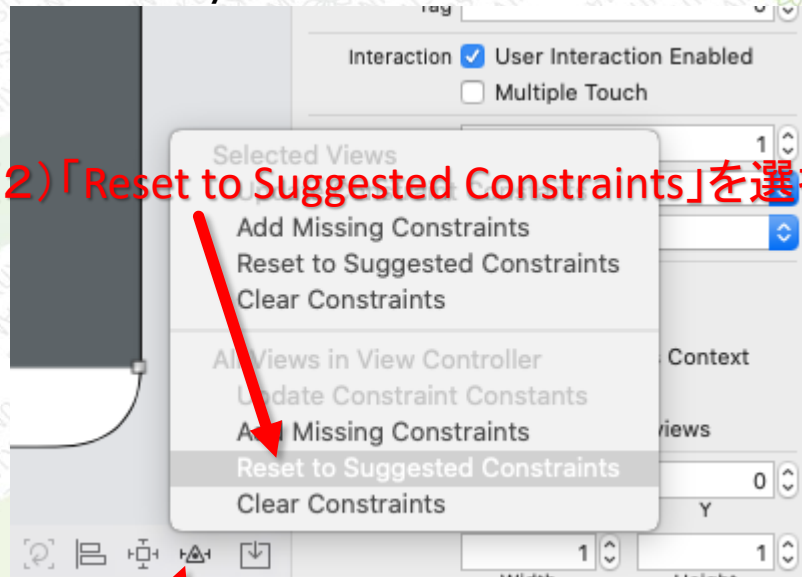 Interaction User Interaction Enabled
Multiple Touch
Selected Views
1
2)「Reset to Suggested Constraints」を選
Add Missing Constraints
Reset to Suggested Constraints
Clear Constraints
All Views in View Controller
Context
Update Constraint Constants
Add Missing Constraints
Reset to Suggested Constraints
0
Clear Constraints
Y
1
1